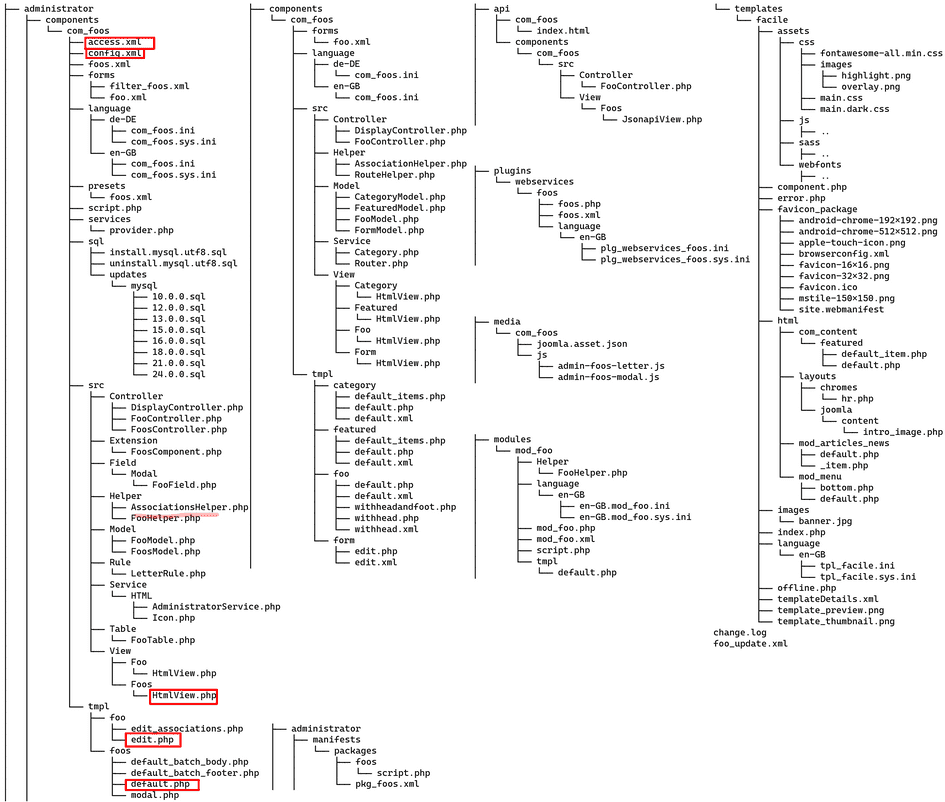 administrator
components
com_foos
access.xml
config.xml
foos.xml
forms
filter_foos.xml
foo.xml
language
de-DE
com_foos.ini
com_foos.sys.ini
en-GB
com_foos.ini
com_foos.sys.ini
presets
foos.xml
script.php
services
provider.php
sql
install.mysql.utf8.sql
uninstall.mysql.utf8.sql
updates
mysql
10.0.0.sql
12.0.0.sql
13.0.0.sql
15.0.0.sql
16.0.0.sql
18.0.0.sql
21.0.0.sql
24.0.0.sql
src
Controller
DisplayController.php
FooController.php
FoosController.php
Extension
FoosComponent.php
Field
Modal
FooField.php
Helper
AssociationsHelper.php
FooHelper.php
Model
FooModel.php
FoosModel.php
Rule
LetterRule.php
Service
HTML
AdministratorService.php
Icon.php
Table
FooTable.php
View
Foo
HtmlView.php
Foos
HtmlView.php
tmpl
foo
edit_associations.php
edit.php
foos
default_batch_body.php
default_batch_footer.php
default.php
modal.php
components
com_foos
forms
foo.xml
language
de-DE
com_foos.ini
en-GB
com_foos.ini
src
Controller
DisplayController.php
FooController.php
Helper
AssociationHelper.php
RouteHelper.php
Model
CategoryModel.php
FeaturedModel.php
FooModel.php
FormModel.php
Service
Category.php
Router.php
View
Category
HtmlView.php
Featured
HtmlView.php
Foo
HtmlView.php
Form
HtmlView.php
tmpl
category
default_items.php
default.php
default.xml
featured
default_items.php
default.php
default.xml
foo
default.php
default.xml
withheadandfoot.php
withhead.php
withhead.xml
form
edit.php
edit.xml
administrator
manifests
packages
foos
script.php
pkg_foos.xml
api
com_foos
index.html
components
com_foos
src
Controller
FooController.php
View
Foos
JsonapiView.php
plugins
webservices
foos
foos.php
foos.xml
language
en-GB
plg_webservices_foos.ini
plg_webservices_foos.sys.ini
media
com_foos
joomla.asset.json
js
admin-foos-letter.js
admin-foos-modal.js
modules
mod_foo
Helper
FooHelper.php
language
en-GB
en-GB.mod_foo.ini
en-GB.mod_foo.sys.ini
mod_foo.php
mod_foo.xml
script.php
tmpl
default.php
templates
facile
assets
css
fontawesome-all.min.css
images
highlight.png
overlay.png
main.css
main.dark.css
js
..
sass
..
webfonts
..
component.php
error.php
favicon_package
android-chrome-192×192.png
android-chrome-512×512.png
apple-touch-icon.png
browserconfig.xml
favicon-16×16.png
favicon-32×32.png
favicon.ico
mstile-150×150.png
site.webmanifest
html
com_content
featured
default_item.php
default.php
layouts
chromes
hr.php
joomla
content
intro_image.php
mod_articles_news
default.php
_item.php
mod_menu
bottom.php
default.php
images
banner.jpg
index.php
language
en-GB
tpl_facile.ini
tpl_facile.sys.ini
offline.php
templateDetails.xml
template_preview.png
template_thumbnail.png
change.log
foo_update.xml